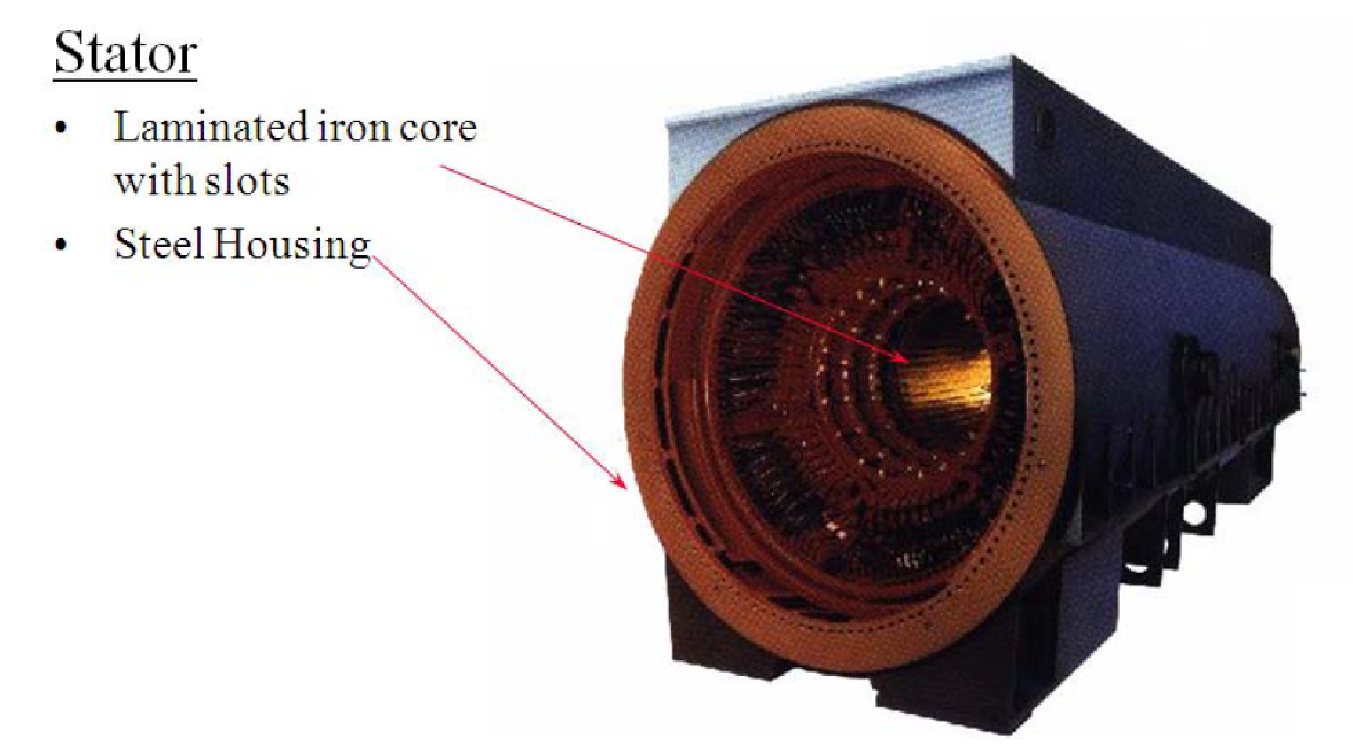 Stator
• Laminated iron core
with slots
• Steel Housing